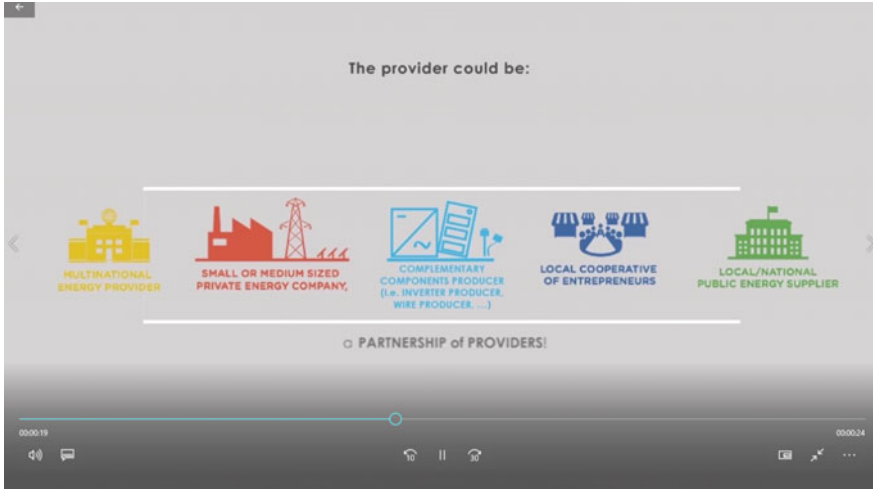 The provider could be:
MULTINATIONAL
ENERGY PROVIDER
SMALL OR MEDIUM SIZED
PRIVATE ENERGY COMPANY,
COMPLEMENTARY
COMPONENTS PRODUCER
(i.e. INVERTER PRODUCER,
WIRE PRODUCER, ...)
LOCAL COOPERATIVE
OF ENTREPRENEURS
LOCAL/NATIONAL
PUBLIC ENERGY SUPPLIER
a PARTNERSHIP of PROVIDERS!
00:00:19
00:00:24
10
30